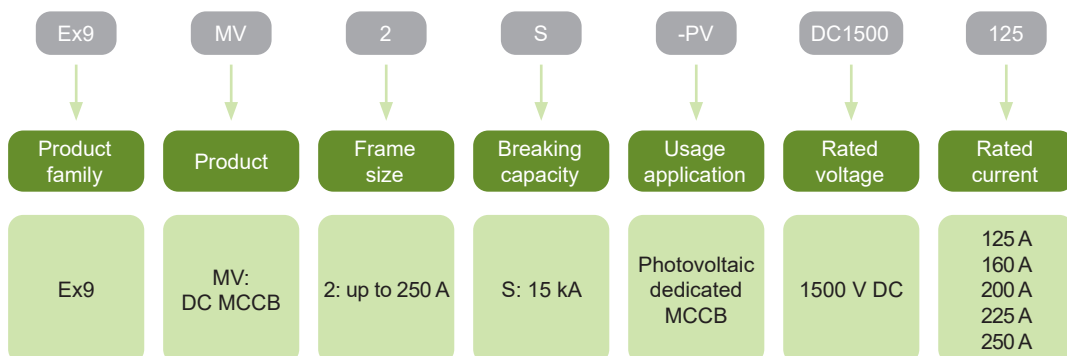 Ex9
MV
2
S
-PV
DC1500
125
Product
family
Product
Frame
size
Breaking
capacity
Usage
application
Rated
voltage
Rated
current
Ex9
MV:
DC MCCB
2: up to 250 A
S: 15 kA
Photovoltaic
dedicated
MCCB
1500 V DC
125 A
160 A
200 A
225 A
250 A